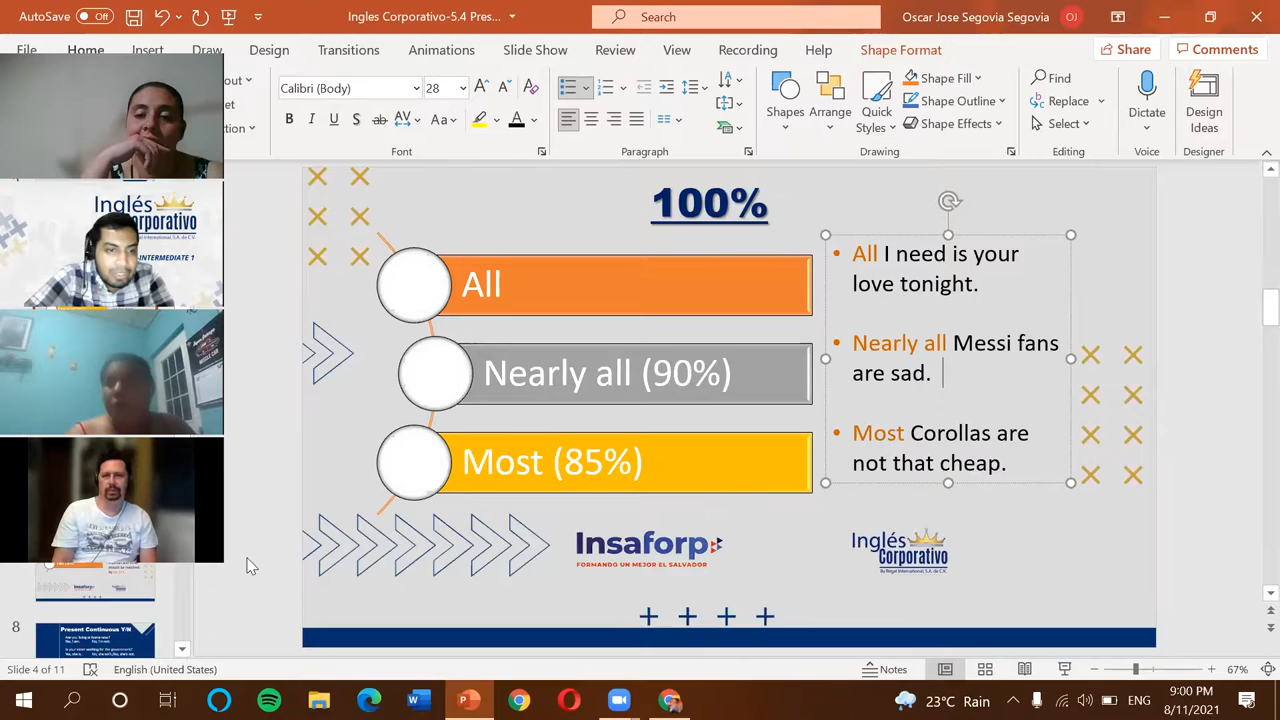 AutoSave Off
Ingles Corporativo-5.4 Pres...
Search
Oscar Jose Segovia Segovia
OJ
File Home Insert Draw Design Transitions Animations Slide Show Review View Recording Help Shape Format
Share
Comments
Calibri (Body) 28
Shapes
Arrange
Quick Styles
Shape Fill
Shape Outline
Shape Effects
Find
Replace
Select
Dictate
Design Ideas
Font
Paragraph
Drawing
Editing
Voice
Designer
Inglés
Corporativo
INTERMEDIATE 1
100%
All
Nearly all (90%)
Most (85%)
All I need is your
love tonight.
Nearly all Messi fans
are sad.
Most Corollas are
not that cheap.
Insaforp
FORMANDO UN MEJOR EL SALVADOR
Inglés
Corporativo
By Regal International, S.A. de C.V.
8
Present Continuous Y/N
Slide 4 of 11
English (United States)
Notes
67%
23°C Rain
ENG
9:00 PM
8/11/2021